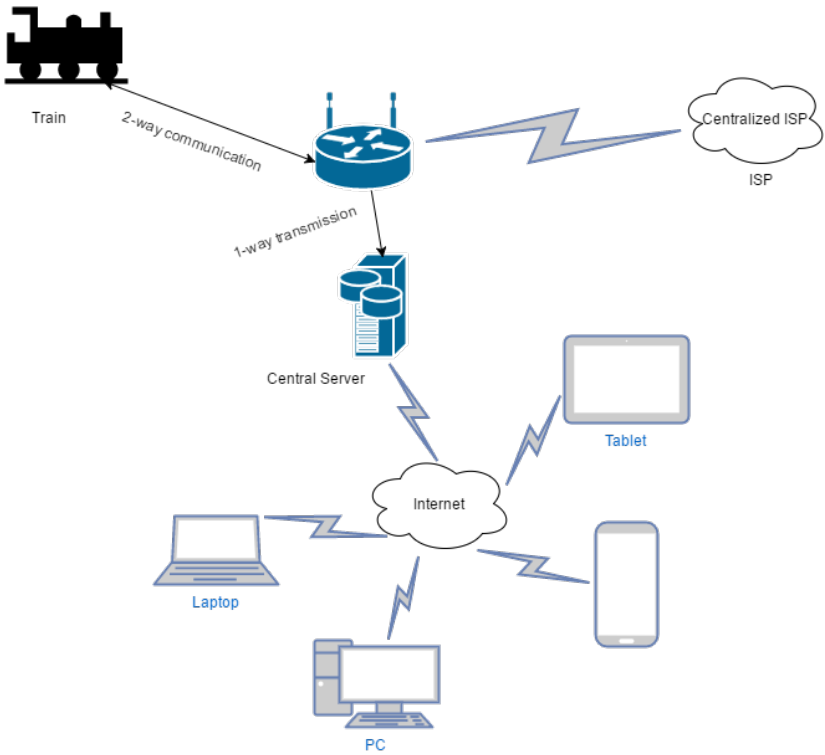 Train
2-way communication
Centralized ISP
ISP
1-way transmission
Central Server
Tablet
Internet
Laptop
PC